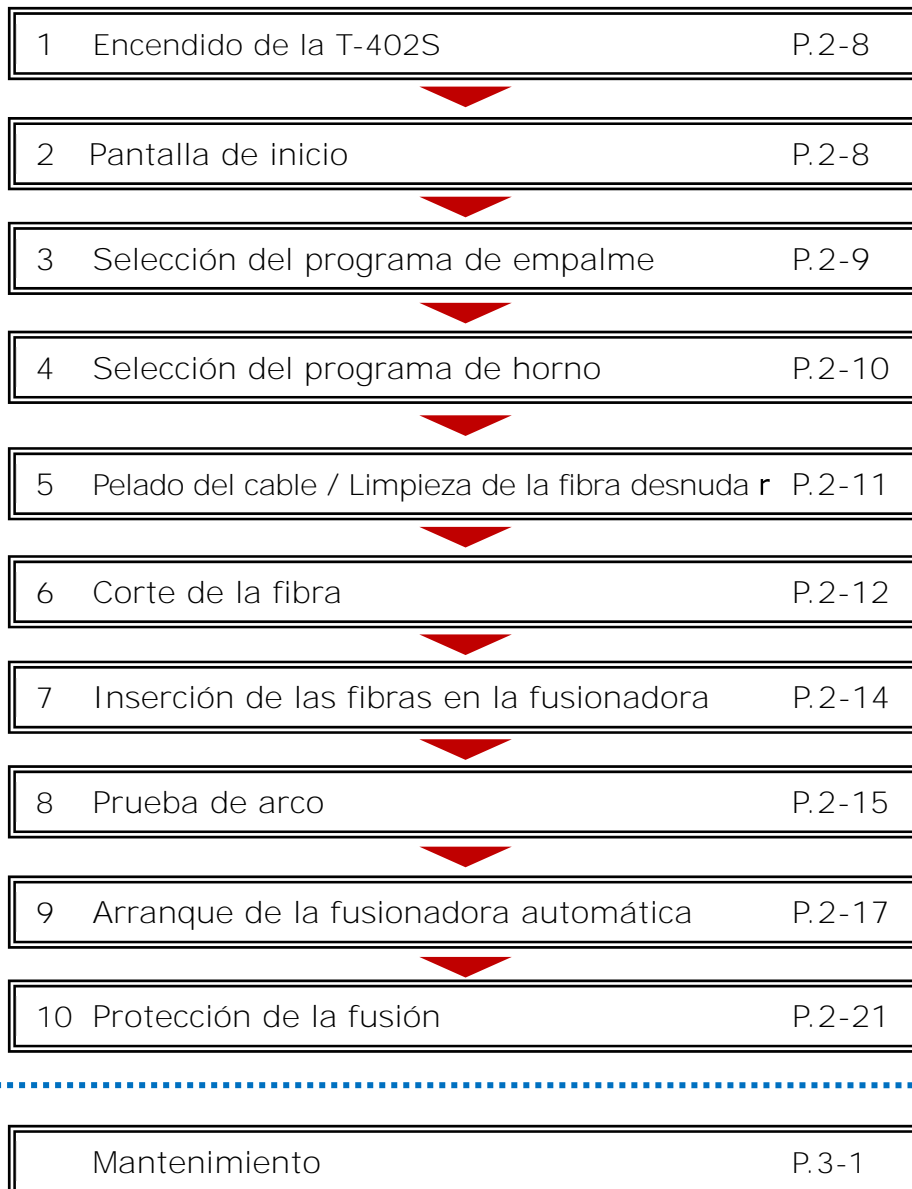 1 Encendido de la T-402S P.2-8
2 Pantalla de inicio P.2-8
3 Selección del programa de empalme P.2-9
4 Selección del programa de horno P.2-10
5 Pelado del cable / Limpieza de la fibra desnuda r P.2-11
6 Corte de la fibra P.2-12
7 Inserción de las fibras en la fusionadora P.2-14
8 Prueba de arco P.2-15
9 Arranque de la fusionadora automática P.2-17
10 Protección de la fusión P.2-21
Mantenimiento P.3-1